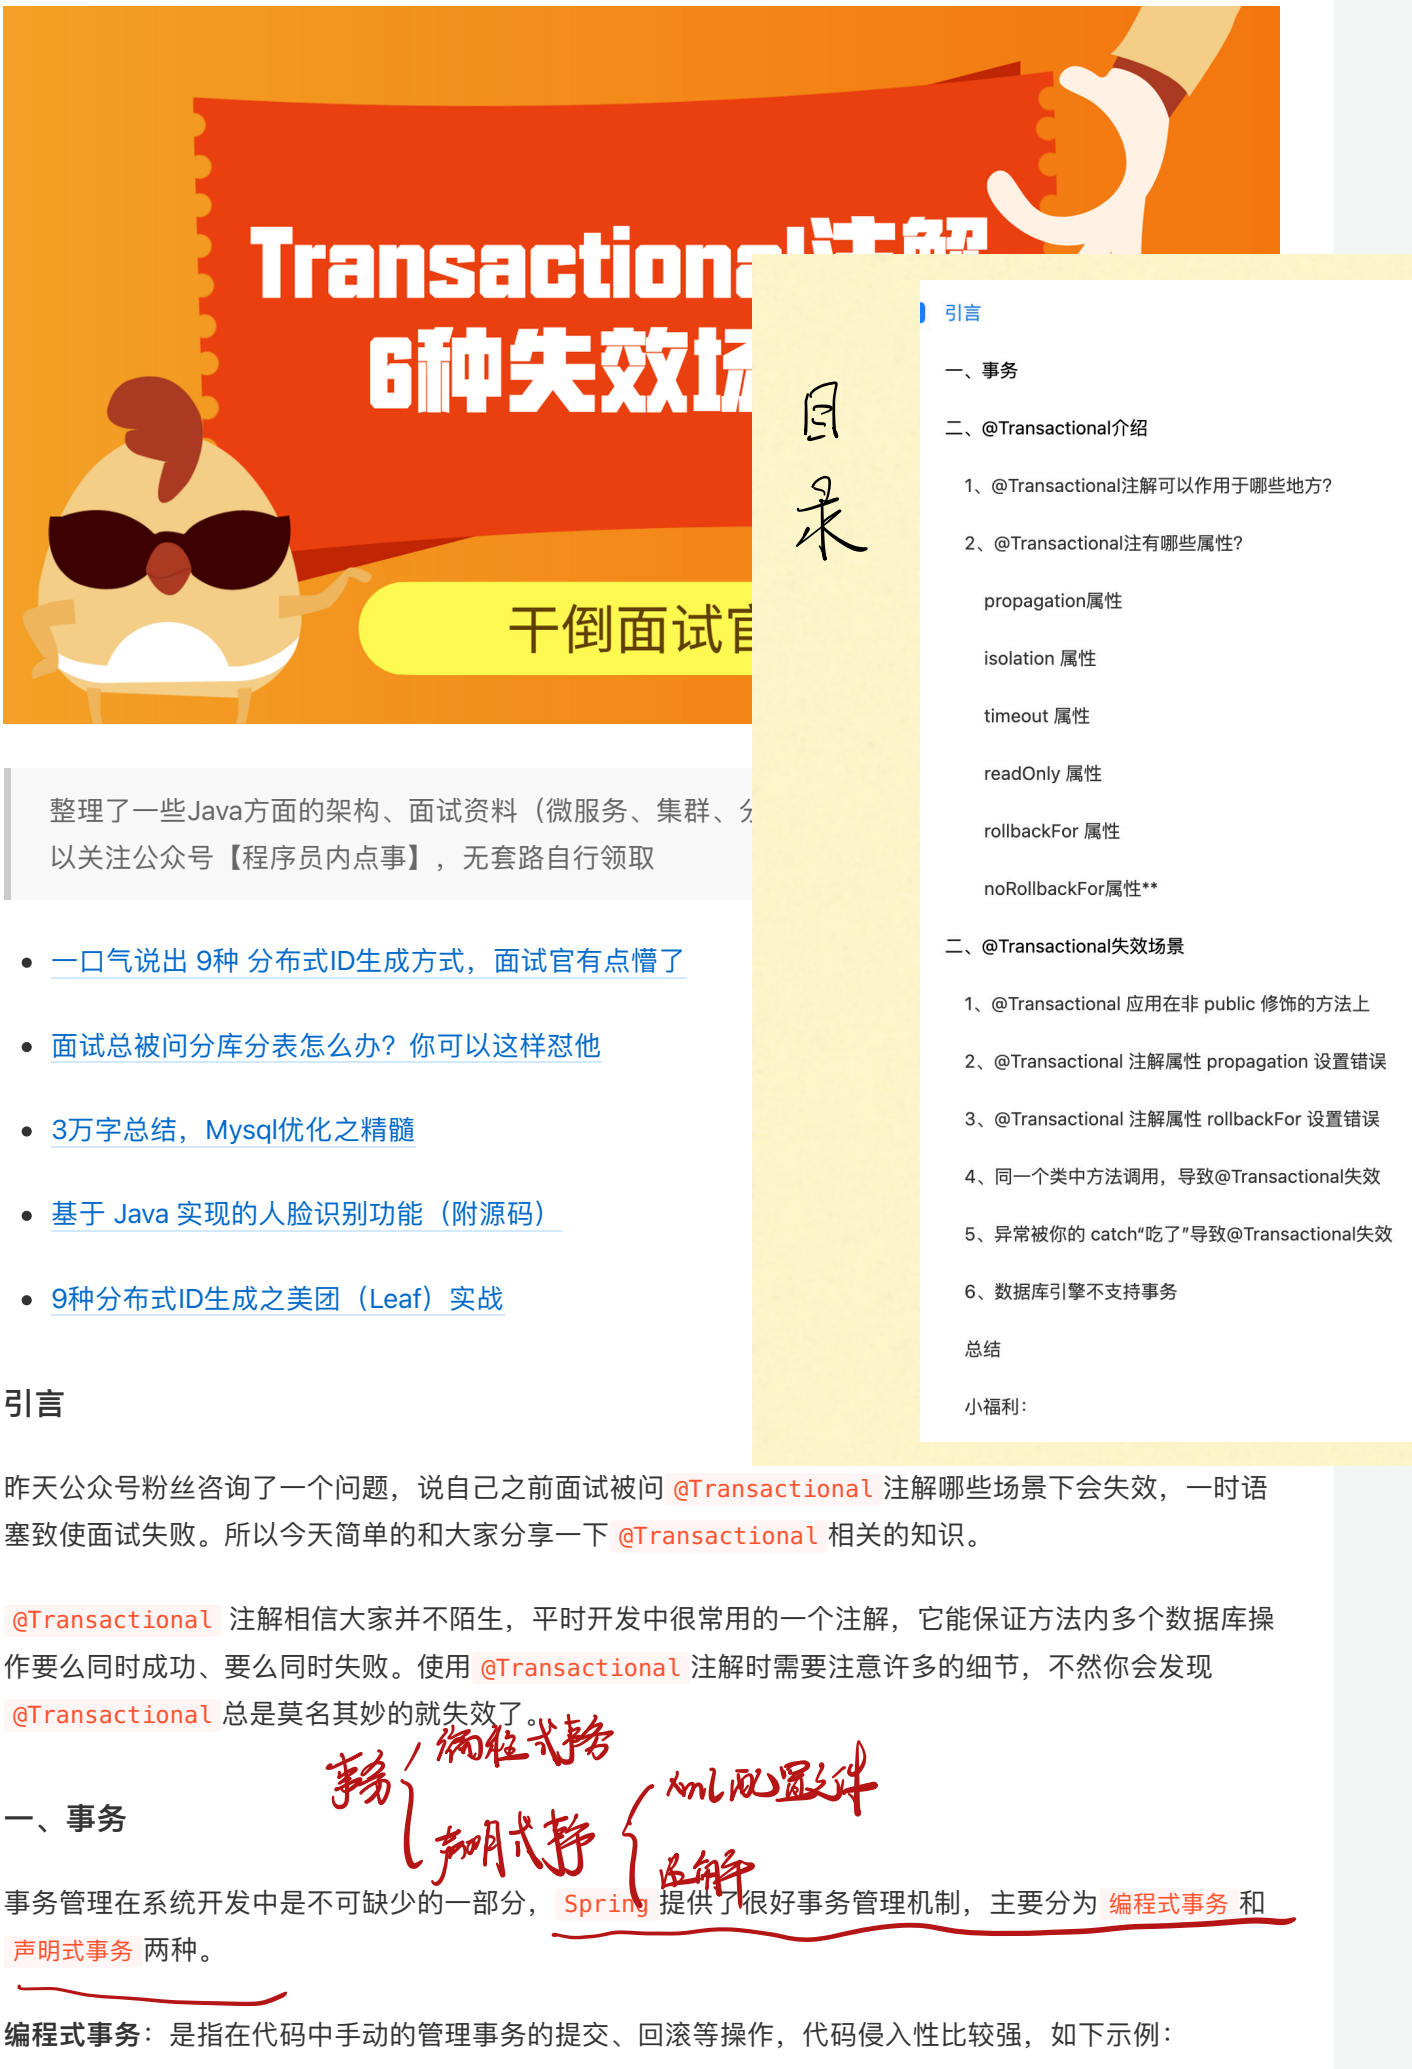 Transactional注解
6种失效场
干倒面试官
整理了一些Java方面的架构、面试资料（微服务、集群、分
以关注公众号【程序员内点事】，无套路自行领取
一口气说出 9种 分布式ID生成方式，面试官有点懵了
面试总被问分库分表怎么办？你可以这样怼他
3万字总结，Mysql优化之精髓
基于 Java 实现的人脸识别功能（附源码）
9种分布式ID生成之美团（Leaf）实战
目
录
引言
一、事务
二、@Transactional介绍
1、@Transactional注解可以作用于哪些地方？
2、@Transactional注有哪些属性？
propagation属性
isolation 属性
timeout 属性
readOnly 属性
rollbackFor 属性
noRollbackFor属性**
二、@Transactional失效场景
1、@Transactional 应用在非 public 修饰的方法上
2、@Transactional 注解属性 propagation 设置错误
3、@Transactional 注解属性 rollbackFor 设置错误
4、同一个类中方法调用，导致@Transactional失效
5、异常被你的 catch“吃了”导致@Transactional失效
6、数据库引擎不支持事务
总结
小福利：
引言
昨天公众号粉丝咨询了一个问题，说自己之前面试被问 @Transactional 注解哪些场景下会失效，一时语
塞致使面试失败。所以今天简单的和大家分享一下 @Transactional 相关的知识。
@Transactional 注解相信大家并不陌生，平时开发中很常用的一个注解，它能保证方法内多个数据库操
作要么同时成功、要么同时失败。使用 @Transactional 注解时需要注意许多的细节，不然你会发现
@Transactional 总是莫名其妙的就失效了。
事务
编程式事务
声明式事务
xml配置文件
注解
一、事务
事务管理在系统开发中是不可缺少的一部分， Spring 提供了很好事务管理机制，主要分为 编程式事务 和
声明式事务 两种。
编程式事务：是指在代码中手动的管理事务的提交、回滚等操作，代码侵入性比较强，如下示例：